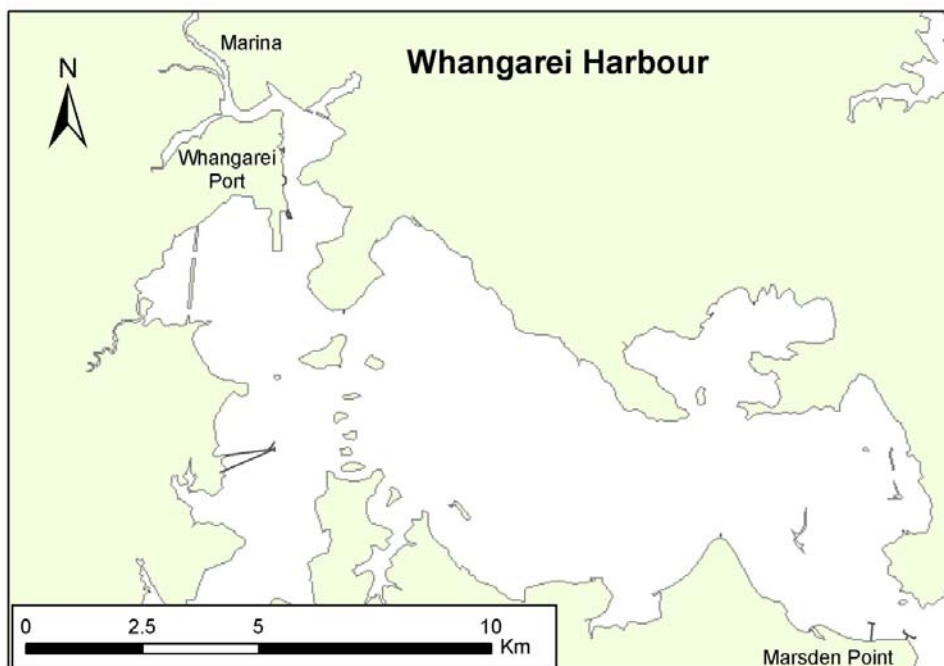 Marina
Whangarei Harbour
N
Whangarei
Port
0 2.5 5 10
Km
Marsden Point